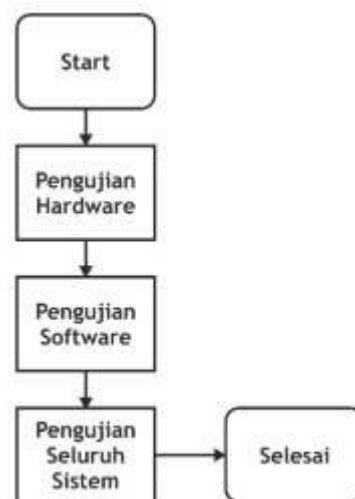 Start
Pengujian
Hardware
Pengujian
Software
Pengujian
Seluruh
Sistem
Selesai